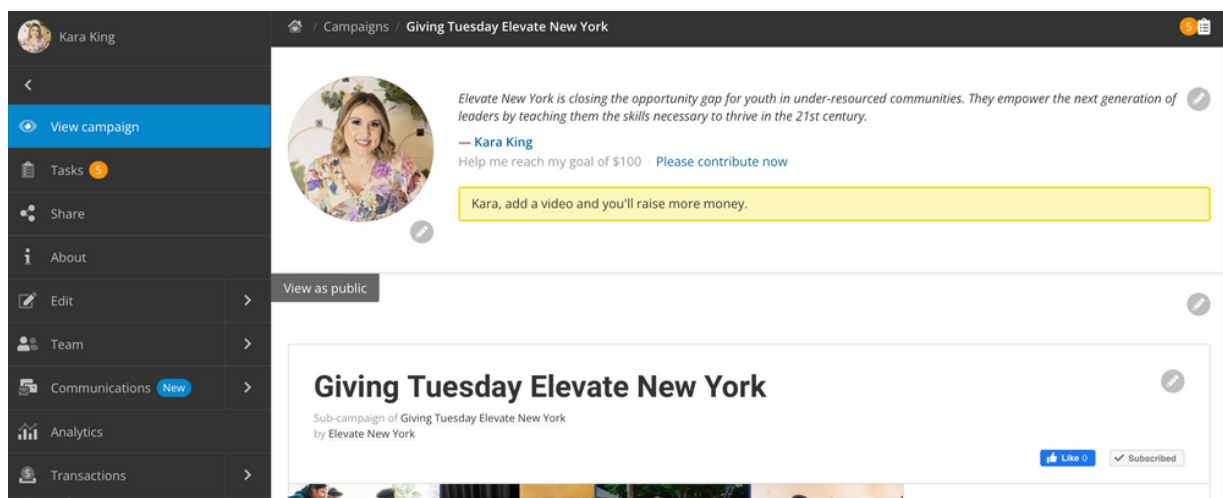 Kara King
/ Campaigns / Giving Tuesday Elevate New York
5
View campaign
Tasks 5
Share
About
Edit
Team
Communications New
Analytics
Transactions
Elevate New York is closing the opportunity gap for youth in under-resourced communities. They empower the next generation of
leaders by teaching them the skills necessary to thrive in the 21st century.
— Kara King
Help me reach my goal of $100 · Please contribute now
Kara, add a video and you'll raise more money.
View as public
Giving Tuesday Elevate New York
Sub-campaign of Giving Tuesday Elevate New York
by Elevate New York
Like 0
Subscribed